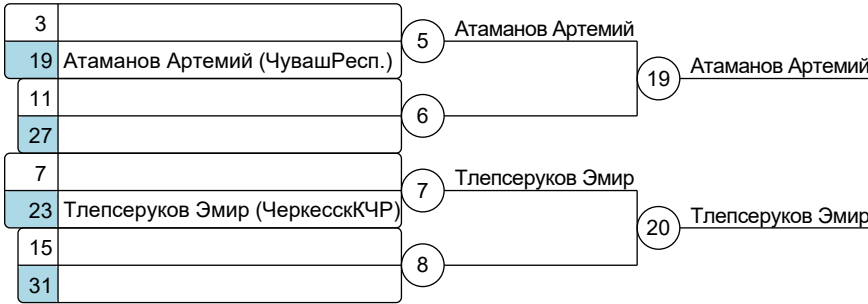 3
5
Атаманов Артемий
19 Атаманов Артемий (ЧувашРесп.)
19
Атаманов Артемий
11
6
27
7
7
Тлепсеруков Эмир
23 Тлепсеруков Эмир (ЧеркесскКЧР)
20
Тлепсеруков Эмир
15
8
31